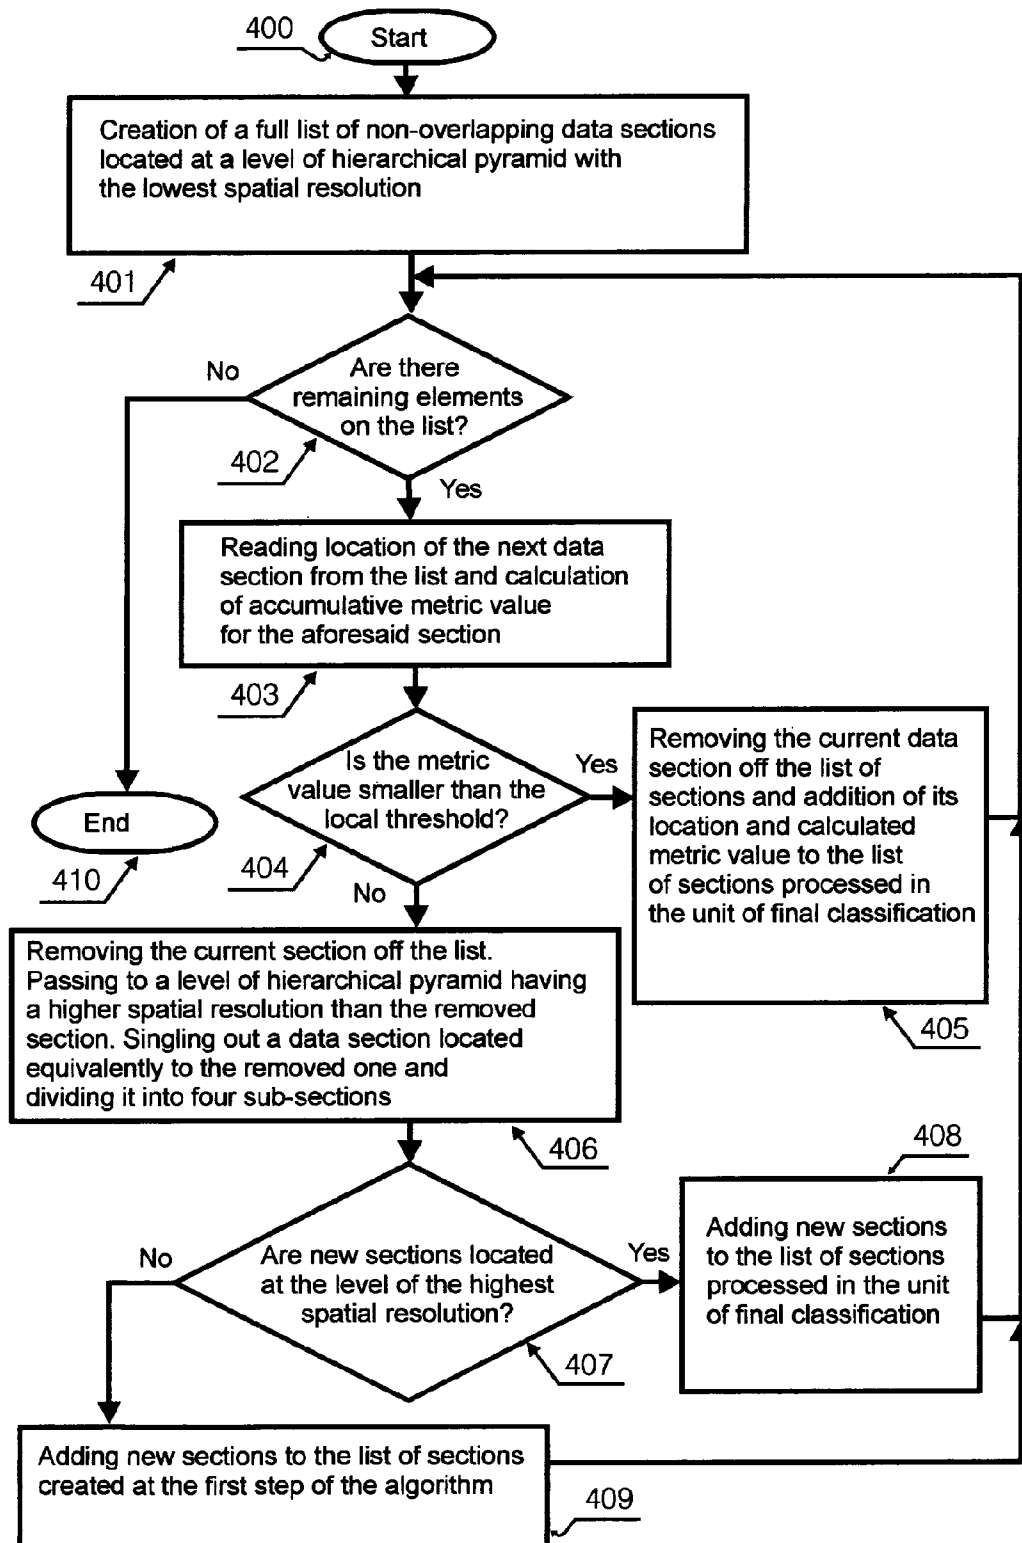 400
Start
Creation of a full list of non-overlapping data sections
located at a level of hierarchical pyramid with
the lowest spatial resolution
401
No
Are there
remaining elements
on the list?
402
Yes
Reading location of the next data
section from the list and calculation
of accumulative metric value
for the aforesaid section
403
Is the metric
value smaller than the
local threshold?
Yes
404
No
Removing the current data
section off the list of
sections and addition of its
location and calculated
metric value to the list
of sections processed in
the unit of final classification
405
End
410
Removing the current section off the list.
Passing to a level of hierarchical pyramid having
a higher spatial resolution than the removed
section. Singling out a data section located
equivalently to the removed one and
dividing it into four sub-sections
406
No
Are new sections located
at the level of the highest
spatial resolution?
Yes
407
408
Adding new sections
to the list of sections
processed in the unit
of final classification
Adding new sections to the list of sections
created at the first step of the algorithm
409